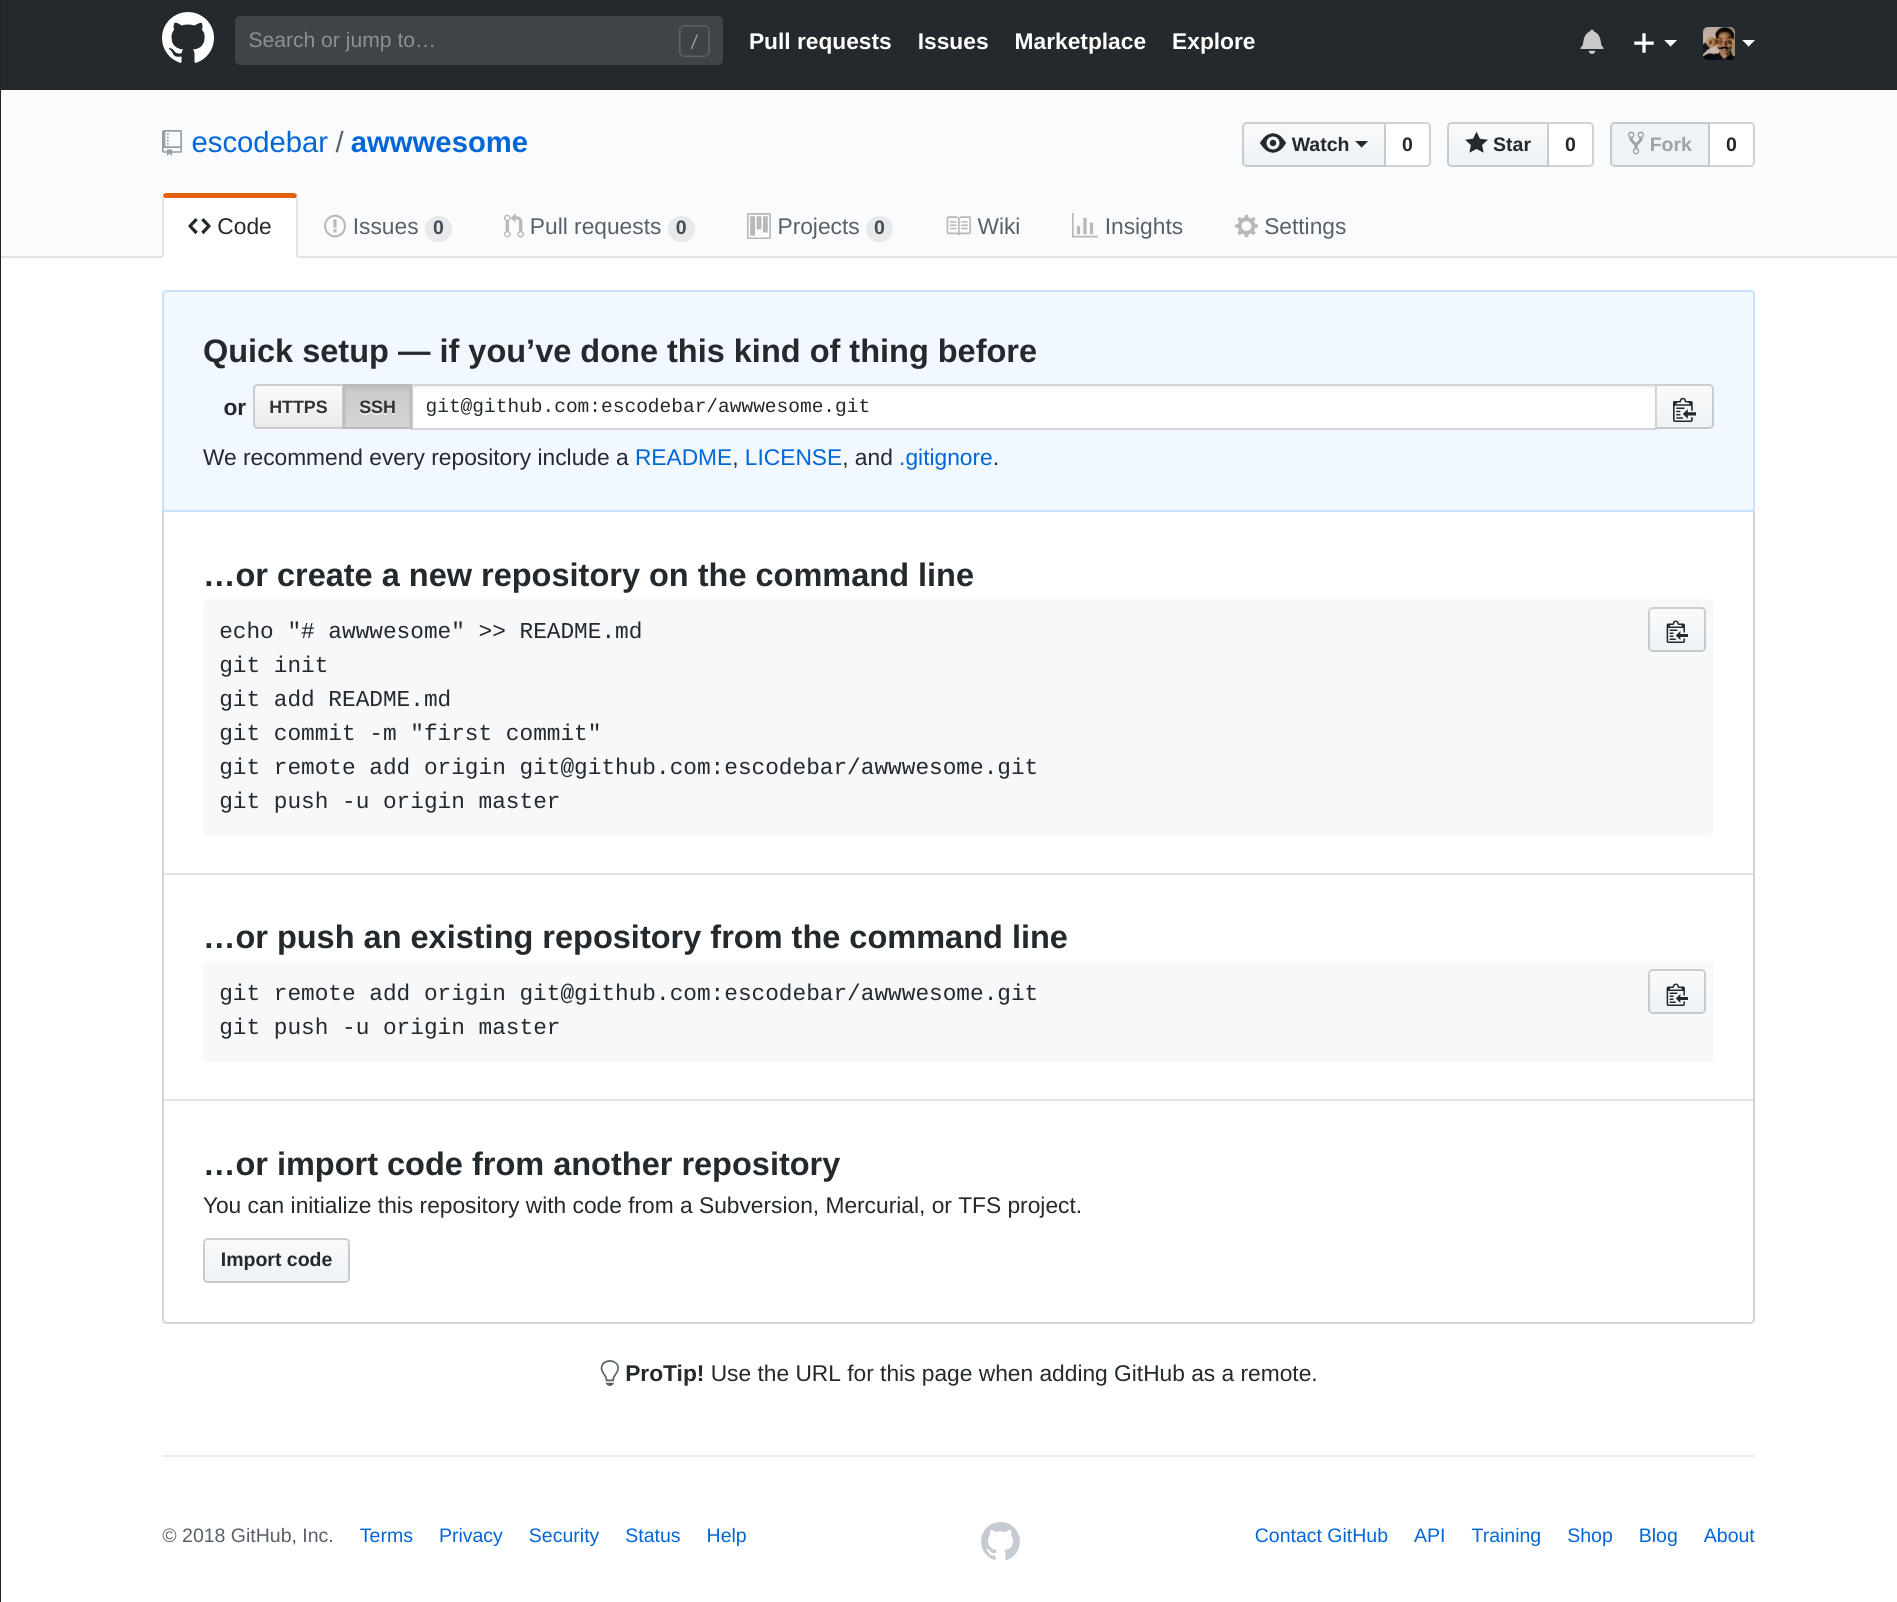 Search or jump to… /
Pull requests Issues Marketplace Explore
escodebar / awwwesome
Watch 0 Star 0 Fork 0
Code Issues 0 Pull requests 0 Projects 0 Wiki Insights Settings
Quick setup — if you’ve done this kind of thing before
or HTTPS SSH git@github.com:escodebar/awwwesome.git
We recommend every repository include a README, LICENSE, and .gitignore.
…or create a new repository on the command line
echo "# awwwesome" >> README.md
git init
git add README.md
git commit -m "first commit"
git remote add origin git@github.com:escodebar/awwwesome.git
git push -u origin master
…or push an existing repository from the command line
git remote add origin git@github.com:escodebar/awwwesome.git
git push -u origin master
…or import code from another repository
You can initialize this repository with code from a Subversion, Mercurial, or TFS project.
Import code
ProTip! Use the URL for this page when adding GitHub as a remote.
© 2018 GitHub, Inc. Terms Privacy Security Status Help Contact GitHub API Training Shop Blog About